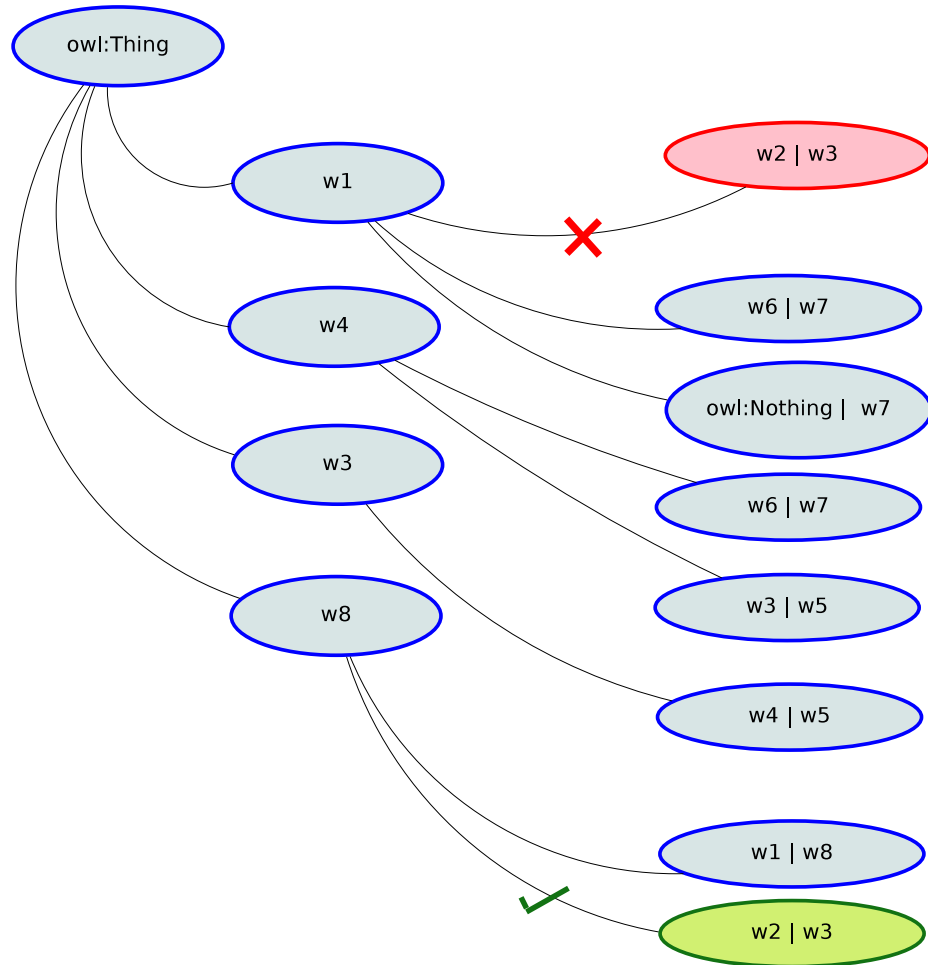 owl:Thing
w1
w2 | w3
w6 | w7
w4
owl:Nothing | w7
w3
w6 | w7
w3 | w5
w8
w4 | w5
w1 | w8
w2 | w3